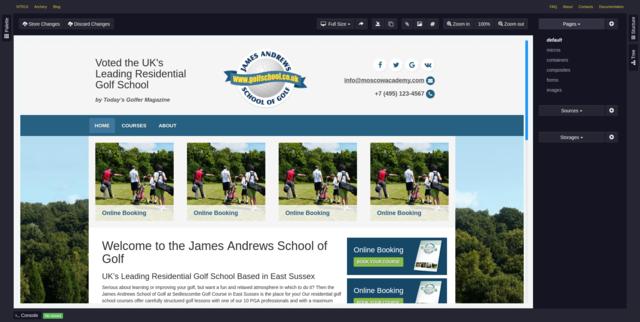 Archery
Blog
FAQ
About
Contacts
Documentation
Palette
Store Changes
Discard Changes
Full Size
Zoom in
100%
Zoom out
Pages
Structure
Tree
default
micros
containers
composites
forms
images
Sources
Storages
Voted the UK's
Leading Residential
Golf School
by Today's Golfer Magazine
JAMES ANDREWS
www.golfschool.co.uk
SCHOOL OF GOLF
info@moscowacademy.com
+7 (495) 123-4567
HOME
COURSES
ABOUT
Online Booking
Online Booking
Online Booking
Online Booking
Welcome to the James Andrews School of
Golf
UK's Leading Residential Golf School Based in East Sussex
Serious about learning or improving your golf, but want a fun and relaxed atmosphere in which to do it? Then the
James Andrews School of Golf at Sedlescombe Golf Course in East Sussex is the place for you! Our residential golf
school courses offer carefully structured golf lessons with one of our 10 PGA professionals and with a maximum
Online Booking
BOOK YOUR COURSE
Online Booking
BOOK YOUR COURSE
Console